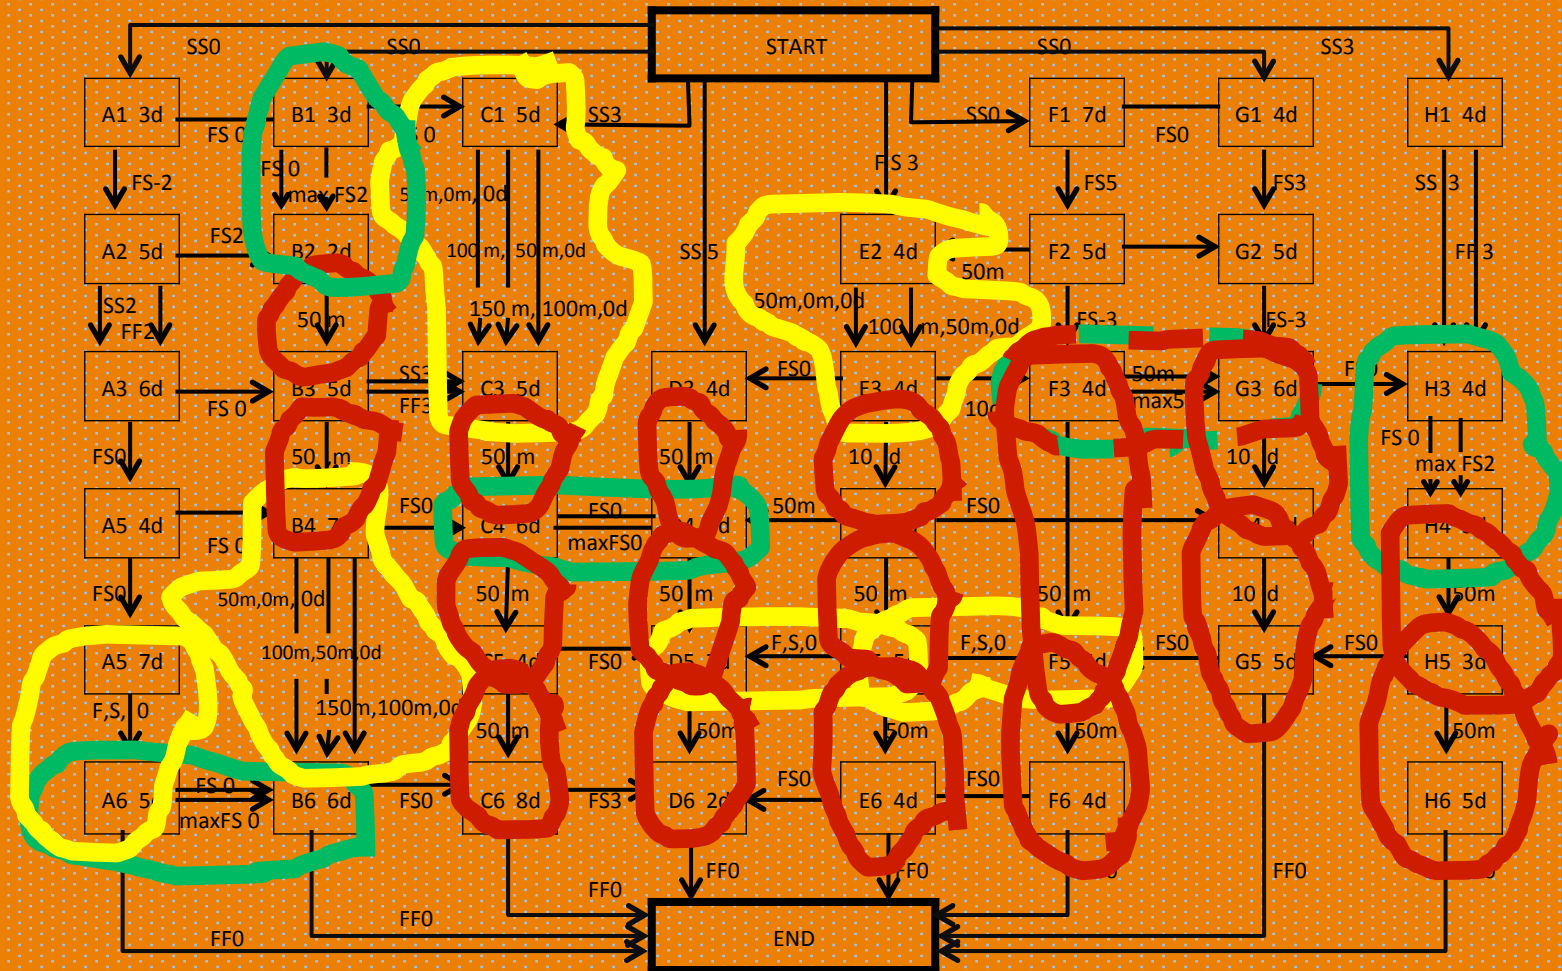 START
SS0
SS0
SS0
SS3
A1 3d
B1 3d
C1 5d
SS3
SS0
F1 7d
G1 4d
H1 4d
FS 0
FS0
FS 0
FS 3
FS-2
max FS2
50m,0m,0d
FS5
FS3
SS 3
A2 5d
FS2
B2 2d
100 m, 50 m,0d
SS 5
E2 4d
50m
F2 5d
G2 5d
FF 3
SS2
FF2
50 m
150 m, 100m,0d
50m,0m,0d
100 m,50m,0d
FS-3
FS-3
A3 6d
FS 0
B3 5d
SS3
FF3
C3 5d
D3 4d
FS0
E3 4d
10d
F3 4d
50m
max5
G3 6d
H3 4d
FS0
50 m
50 m
50 m
10 d
10 d
FS 0
max FS2
A5 4d
FS 0
B4
FS0
C4 6d
FS0
maxFS0
50m
FS0
H4
FS0
50m,0m,0d
50 m
50 m
50 m
50 m
10 d
50m
A5 7d
100m,50m,0d
FS0
D5
F,S,0
F,S,0
F5
FS0
G5 5d
FS0
H5 3d
F,S, 0
150m,100m,0d
50 m
50m
50m
50m
50m
A6 5d
FS 0
maxFS 0
B6 6d
FS0
C6 8d
FS3
D6 2d
FS0
E6 4d
FS0
F6 4d
H6 5d
FF0
FF0
FF0
FF0
FF0
FF0
END